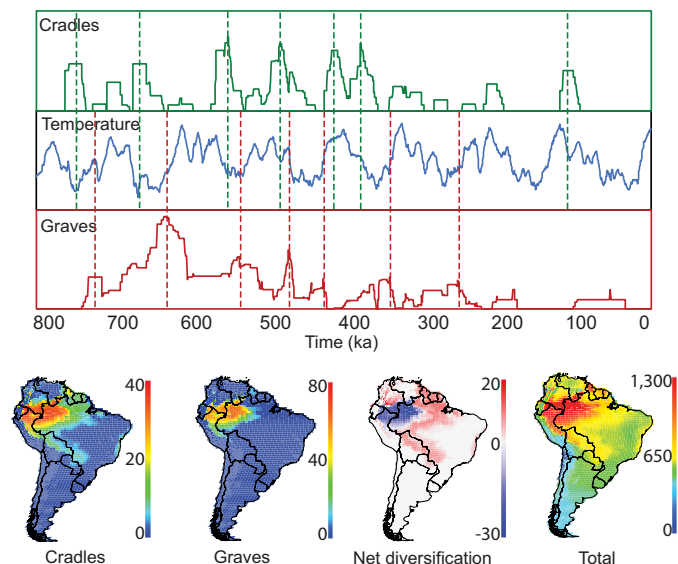 Cradles
Temperature
Graves
800 700 600 500 400 300 200 100 0
Time (ka)
40 80 20 1,300
20 40 0 650
0 0 -30 0
Cradles Graves Net diversification Total